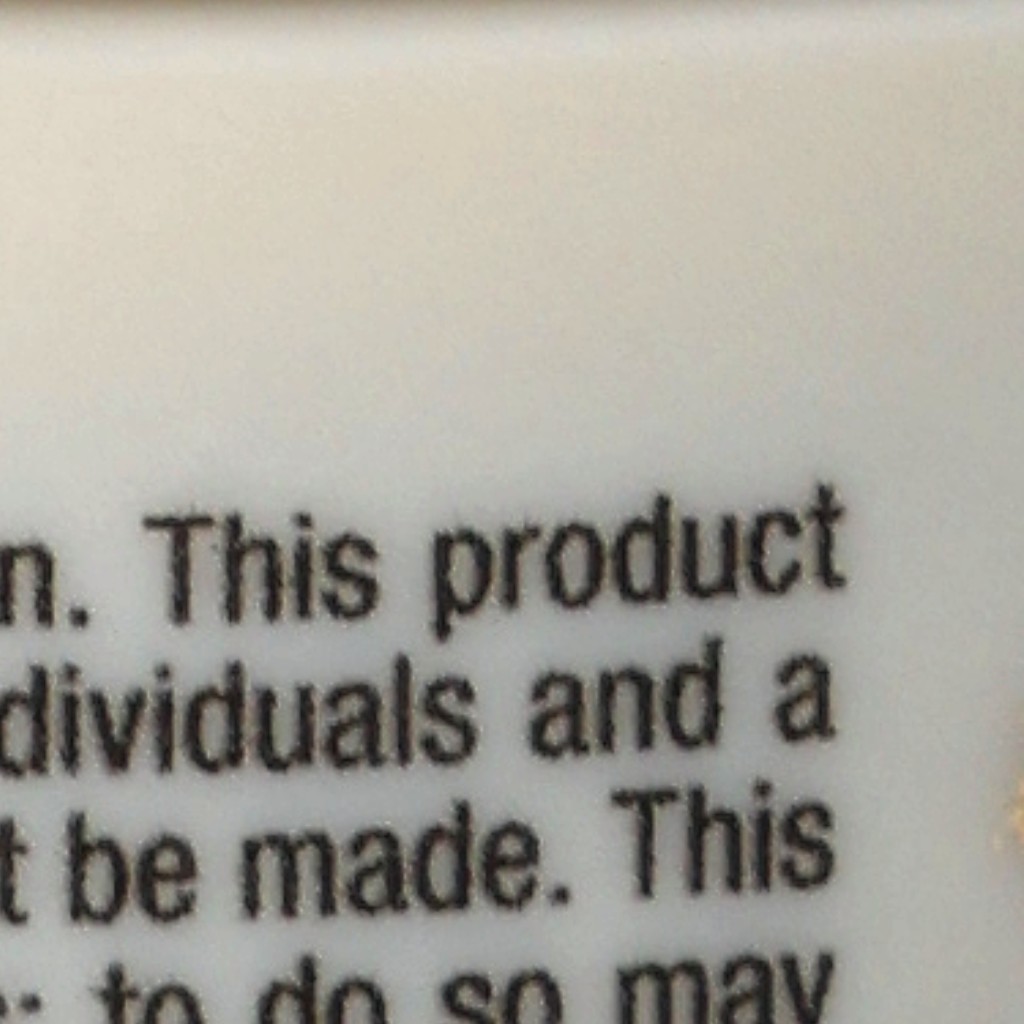 n. This product
dividuals and a
t be made. This
to do so may